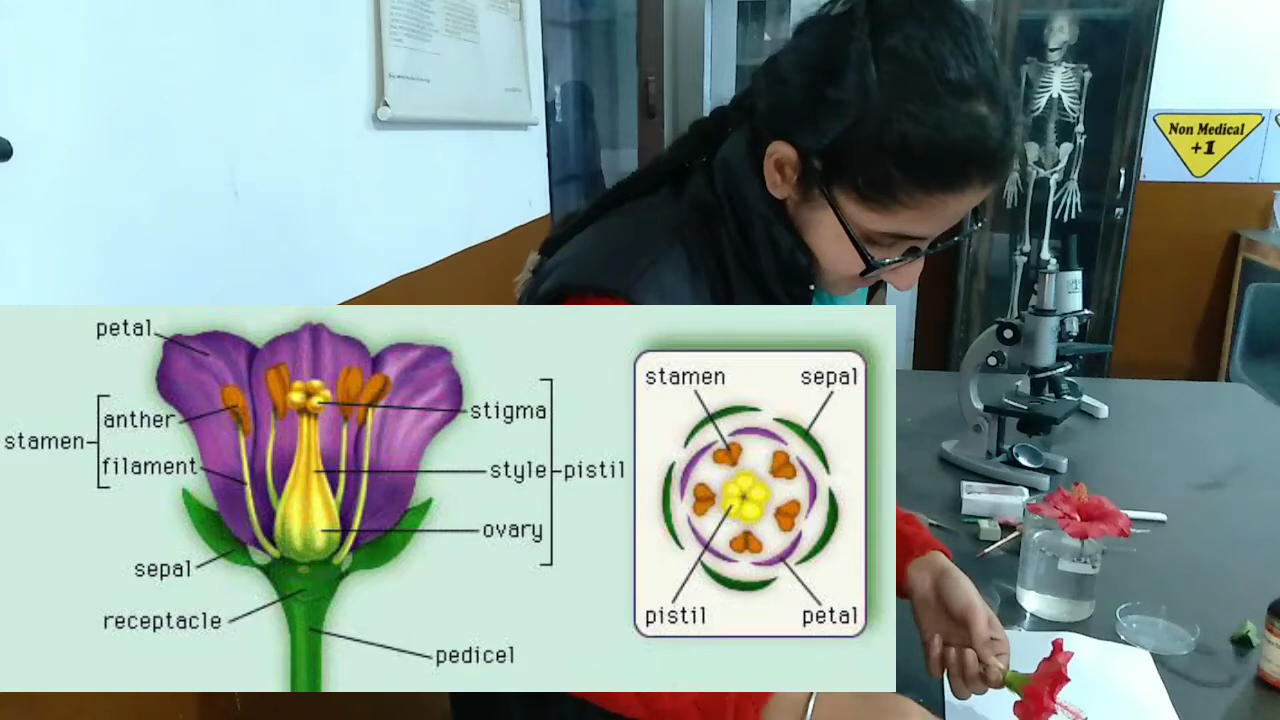 Non Medical
+1
petal
anther
stamen
filament
sepal
receptacle
stigma
style
pistil
ovary
pedicel
stamen
sepal
pistil
petal